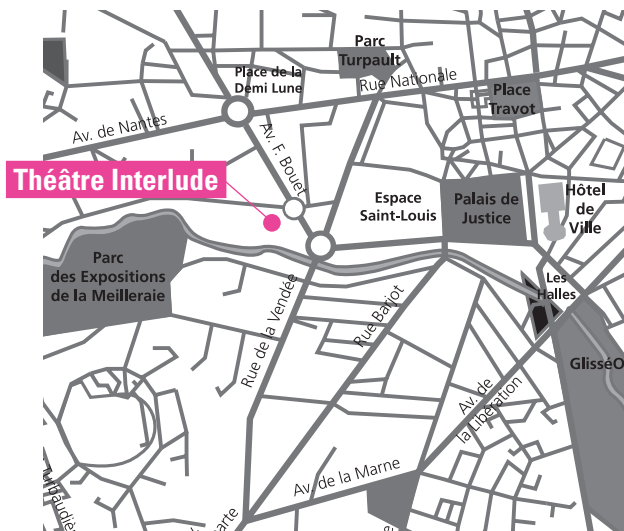 Parc
Turpault
Place de la
Demi Lune
Rue Nationale
Place
Travot
Av. de Nantes
Av. F. Bouet
Théâtre Interlude
Espace
Saint-Louis
Palais de
Justice
Hôtel
de
Ville
Parc
des Expositions
de la Meilleraie
Les
Halles
Rue de la Vendée
Rue Barjot
GlisséO
Av. de
la Libération
Av. de la Marne